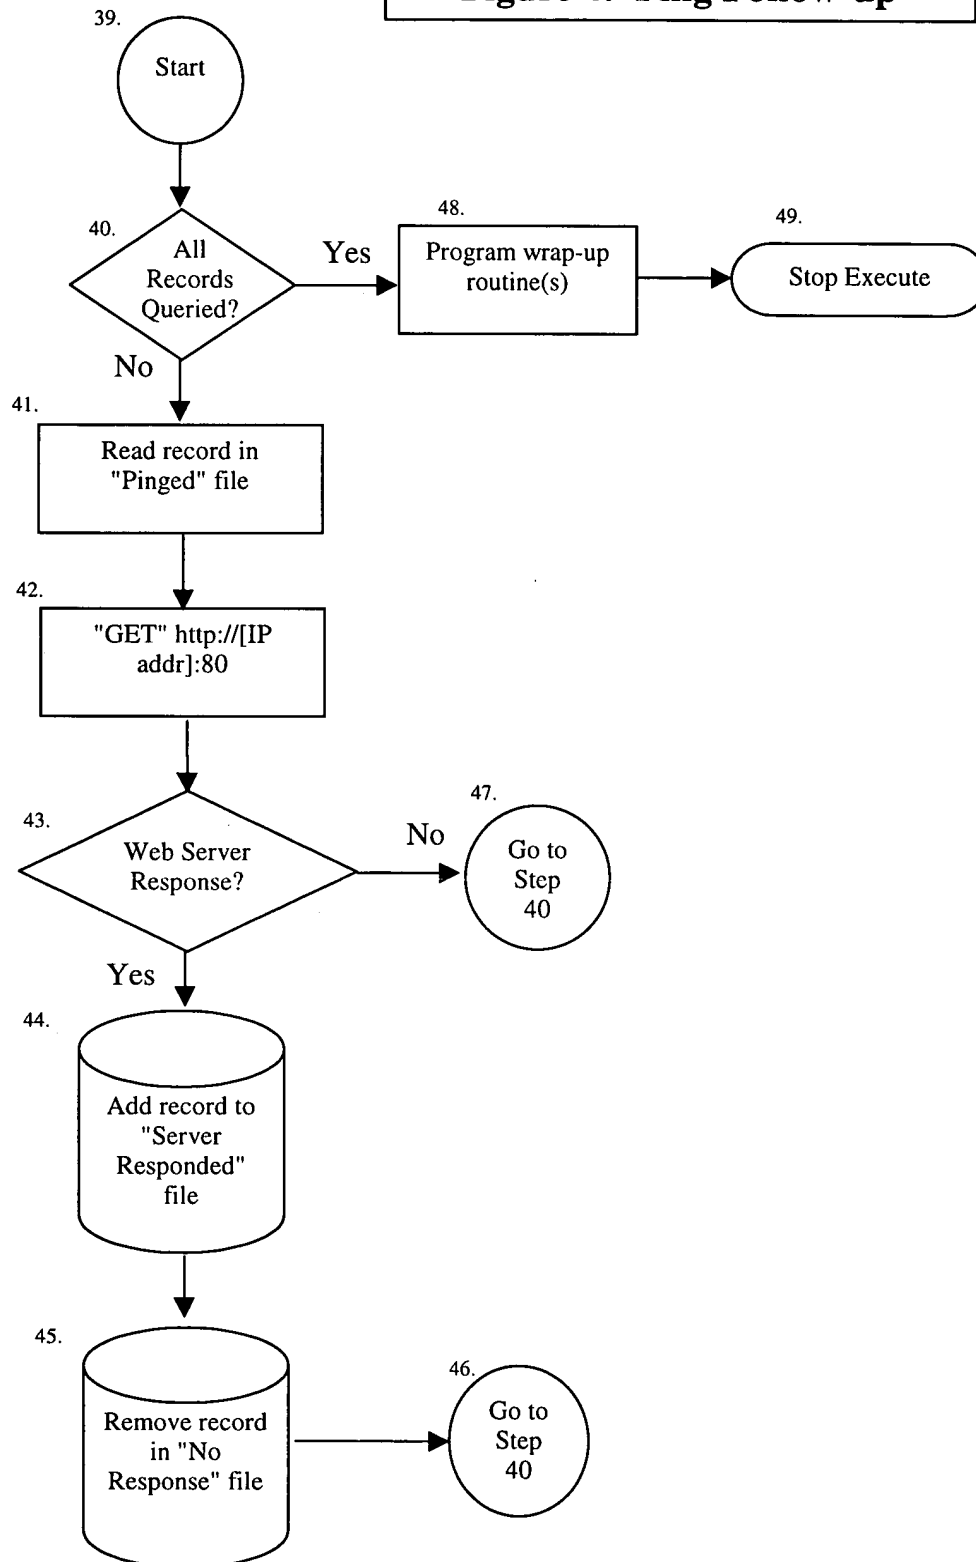 39.
Start
40.
All
Records
Queried?
Yes
48.
Program wrap-up
routine(s)
49.
Stop Execute
No
41.
Read record in
"Pinged" file
42.
"GET" http://[IP
addr]:80
43.
Web Server
Response?
No
47.
Go to
Step
40
Yes
44.
Add record to
"Server
Responded"
file
45.
Remove record
in "No
Response" file
46.
Go to
Step
40